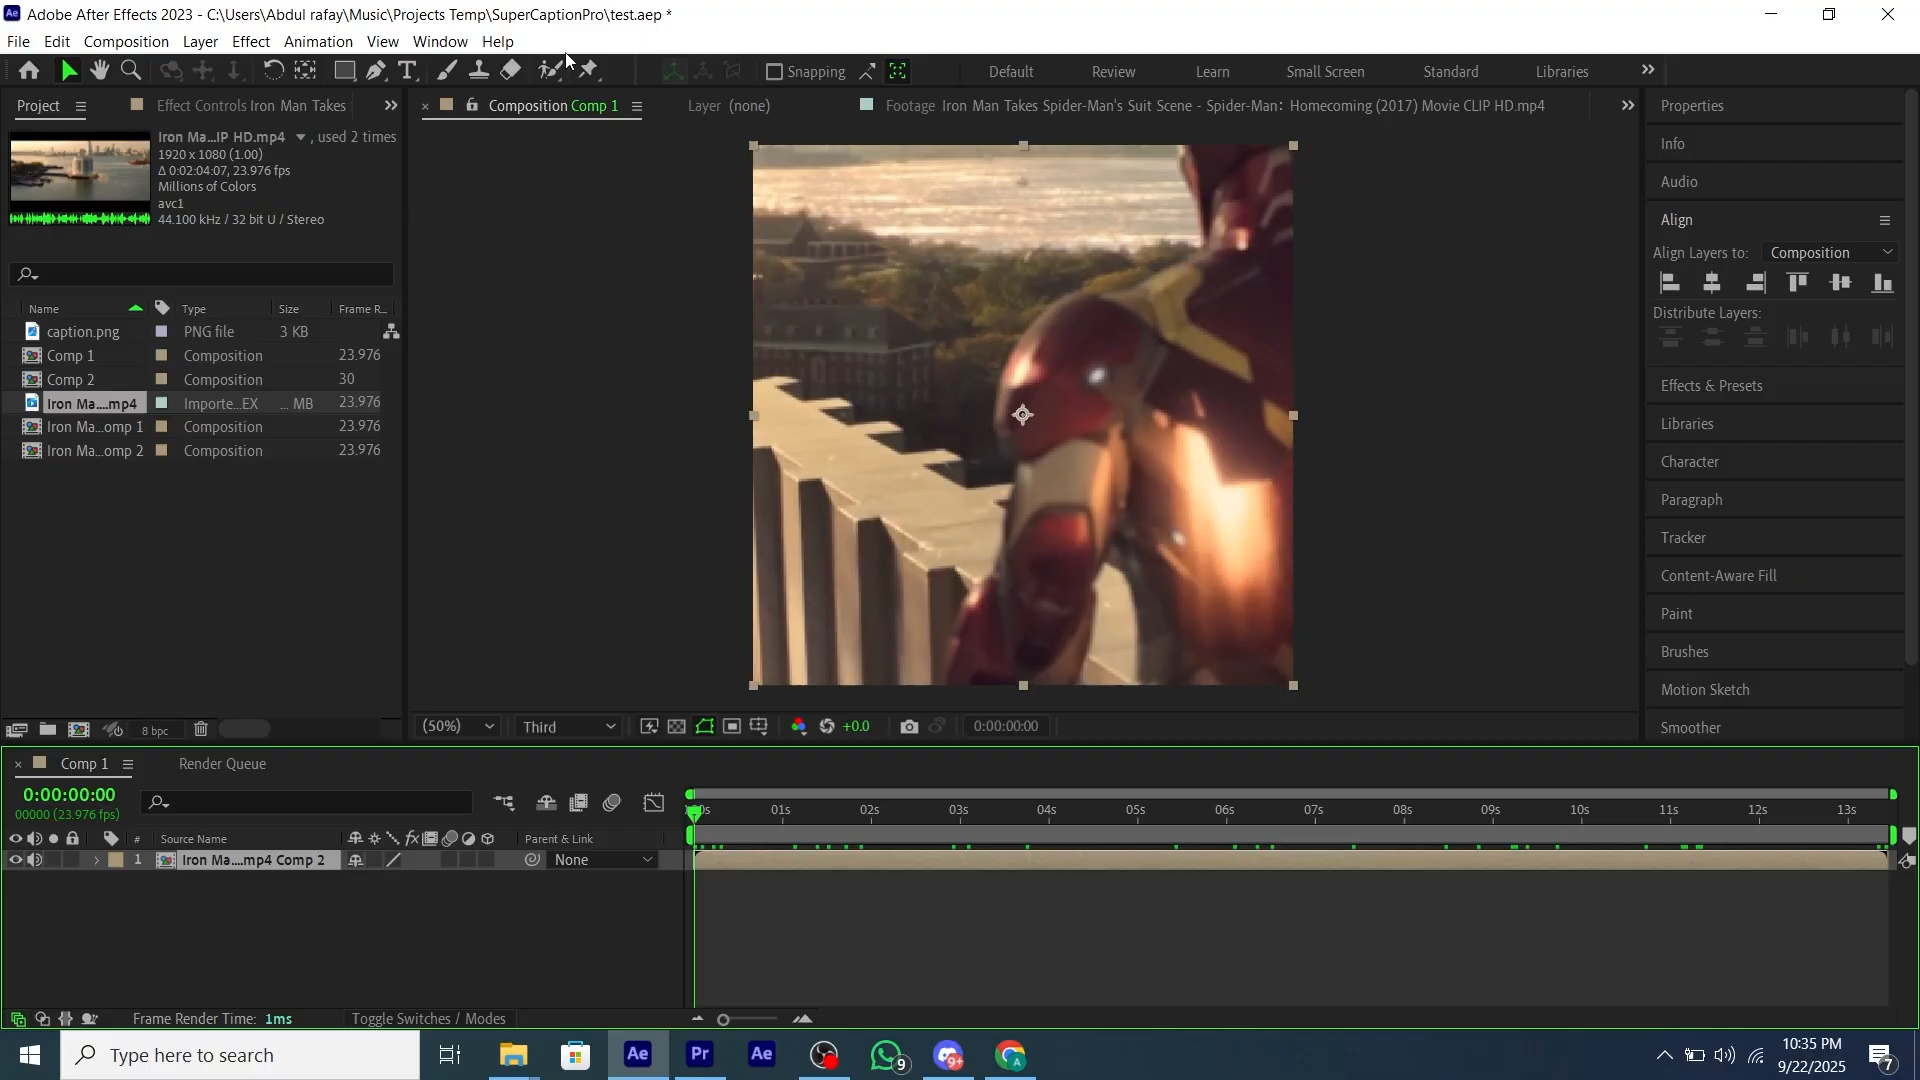 Adobe After Effects 2023 - C:\Users\Abdul rafay\Music\Projects Temp\SuperCaptionPro\test.aep *
File Edit Composition Layer Effect Animation View Window Help
Snapping Default Review Learn Small Screen Standard Libraries
Project Effect Controls Iron Man Takes
Composition Comp 1 Layer (none) Footage Iron Man Takes Spider-Man's Suit Scene - Spider-Man: Homecoming (2017) Movie CLIP HD.mp4
Iron Ma...IP HD.mp4 , used 2 times
1920 x 1080 (1.00)
Δ 0:02:04:07, 23.976 fps
Millions of Colors
avc1
44.100 kHz / 32 bit U / Stereo
Name Type Size Frame R...
caption.png PNG file 3 KB
Comp 1 Composition 23.976
Comp 2 Composition 30
Iron Ma....mp4 Importe...EX ... MB 23.976
Iron Ma...omp 1 Composition 23.976
Iron Ma...omp 2 Composition 23.976
8 bpc
(50%) Third +0.0 0:00:00:00
Properties
Info
Audio
Align
Align Layers to: Composition
Distribute Layers:
Effects & Presets
Libraries
Character
Paragraph
Tracker
Content-Aware Fill
Paint
Brushes
Motion Sketch
Smoother
Comp 1 Render Queue
0:00:00:00
00000 (23.976 fps)
# Source Name fx Parent & Link
1 Iron Ma....mp4 Comp 2 None
00s 01s 02s 03s 04s 05s 06s 07s 08s 09s 10s 11s 12s 13s
Frame Render Time: 1ms Toggle Switches / Modes
Type here to search
Ae Pr Ae 9 9+ A
10:35 PM
9/22/2025
7